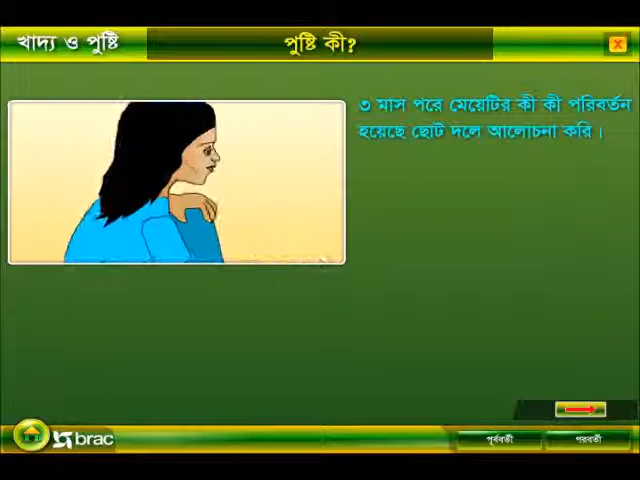 খাদ্য ও পুষ্টি
পুষ্টি কী?
X
৩ মাস পরে মেয়েটির কী কী পরিবর্তন
হয়েছে ছোট দলে আলোচনা করি ।
brac
পূর্ববর্তী
পরবর্তী